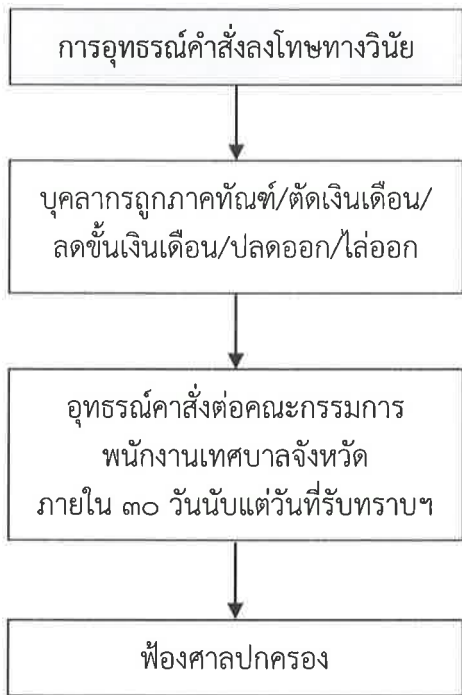 การอุทธรณ์คำสั่งลงโทษทางวินัย
บุคลากรถูกภาคทัณฑ์/ตัดเงินเดือน/
ลดขั้นเงินเดือน/ปลดออก/ไล่ออก
อุทธรณ์คาสั่งต่อคณะกรรมการ
พนักงานเทศบาลจังหวัด
ภายใน ๓๐ วันนับแต่วันที่รับทราบฯ
ฟ้องศาลปกครอง